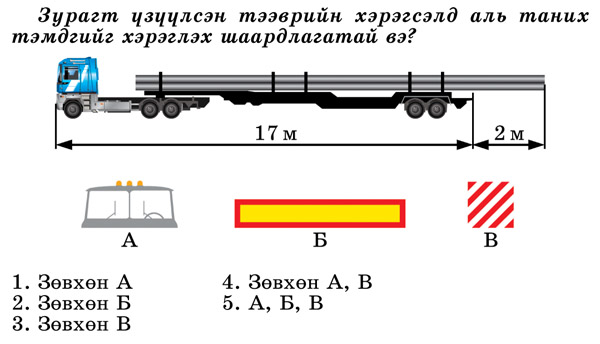 Зурагт үзүүлсэн тээврийн хэрэгсэлд аль таних
тэмдгийг хэрэглэх шаардлагатай вэ?
17 м
2 м
А
Б
В
1. Зөвхөн А
2. Зөвхөн Б
3. Зөвхөн В
4. Зөвхөн А, В
5. А, Б, В